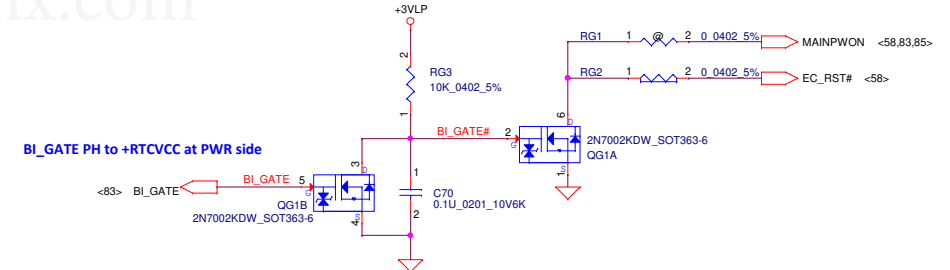 nix.com
+3VLP
2
RG3
10K_0402_5%
1
RG1 1 @ 2 0_0402_5% MAINPWON <58,83,85>
RG2 1 2 0_0402_5% EC_RST# <58>
BI_GATE# 2
6
D
G
S
1
2N7002KDW_SOT363-6
QG1A
BI_GATE PH to +RTCVCC at PWR side
<83> BI_GATE BI_GATE 5
3
D
G
S
4
QG1B
2N7002KDW_SOT363-6
1
C70
0.1U_0201_10V6K
2